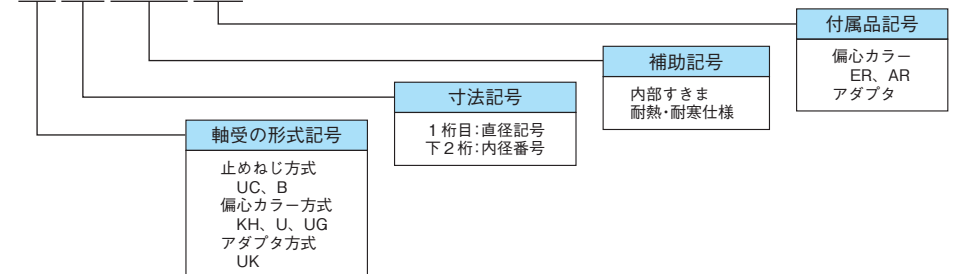 付属品記号
偏心カラー
ER、AR
アダプタ
補助記号
内部すきま
耐熱・耐寒仕様
寸法記号
1桁目：直径記号
下2桁：内径番号
軸受の形式記号
止めねじ方式
UC、B
偏心カラー方式
KH、U、UG
アダプタ方式
UK